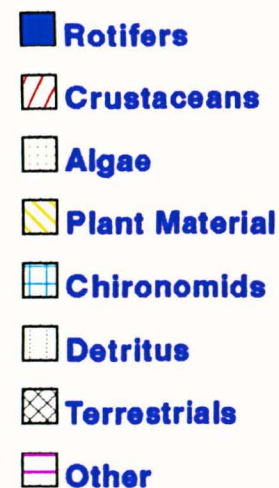 Rotifers
Crustaceans
Algae
Plant Material
Chironomids
Detritus
Terrestrials
Other